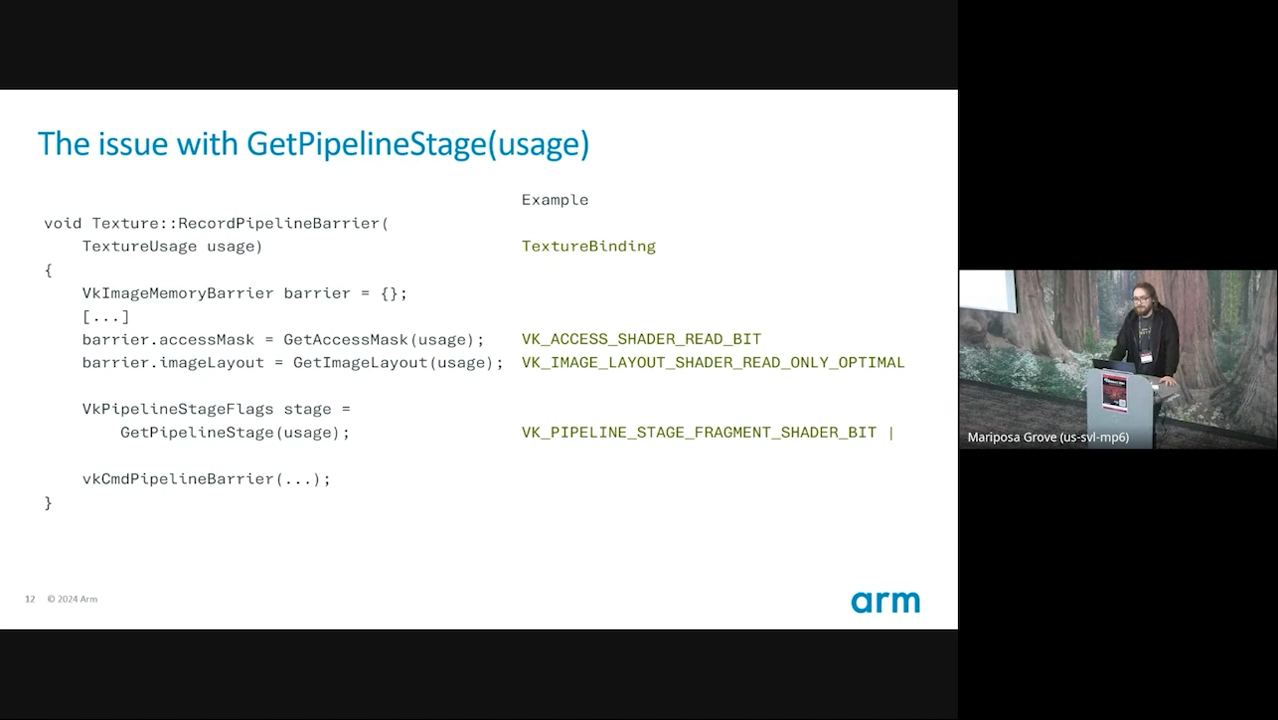 The issue with GetPipelineStage(usage)
Example
void Texture::RecordPipelineBarrier(
TextureUsage usage) TextureBinding
{
VkImageMemoryBarrier barrier = {};
[...]
barrier.accessMask = GetAccessMask(usage); VK_ACCESS_SHADER_READ_BIT
barrier.imageLayout = GetImageLayout(usage); VK_IMAGE_LAYOUT_SHADER_READ_ONLY_OPTIMAL
VkPipelineStageFlags stage =
GetPipelineStage(usage); VK_PIPELINE_STAGE_FRAGMENT_SHADER_BIT |
vkCmdPipelineBarrier(...);
}
12 © 2024 Arm
arm
Mariposa Grove (us-svl-mp6)